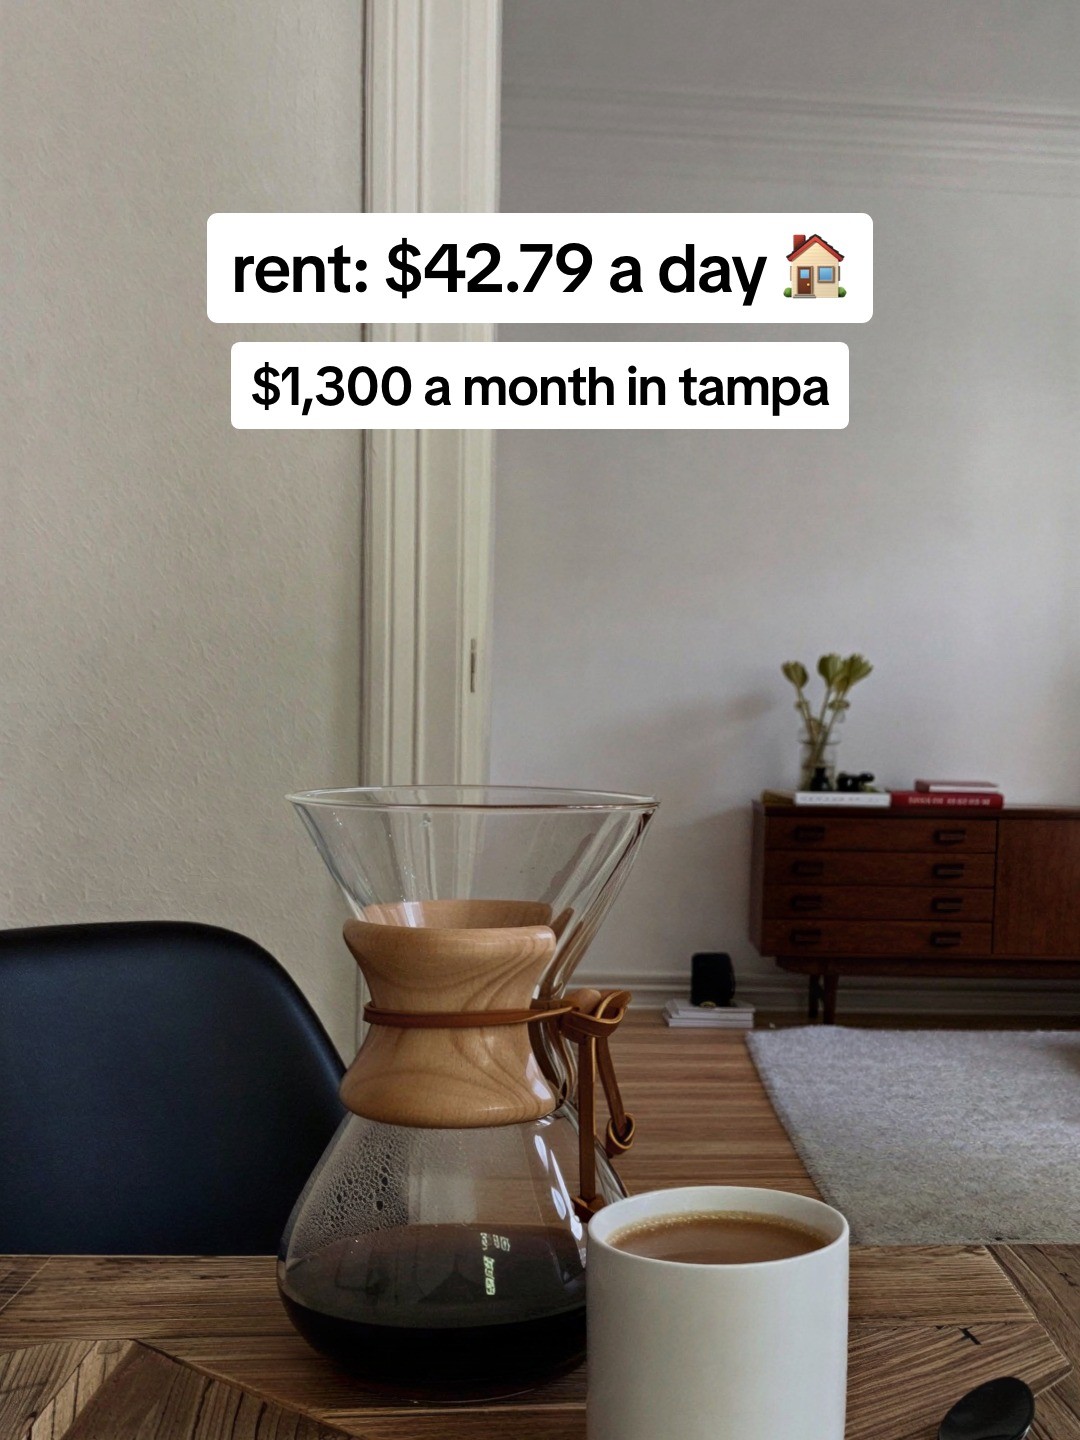 rent: $42.79 a day 🏠
$1,300 a month in tampa